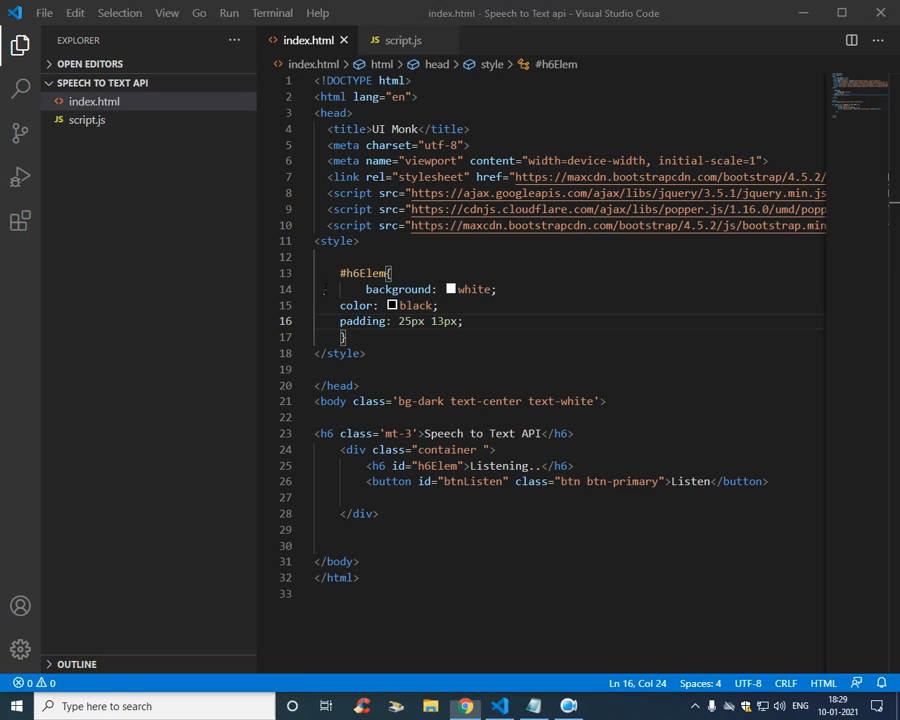 File Edit Selection View Go Run Terminal Help
index.html - Speech to Text api - Visual Studio Code
EXPLORER
index.html
script.js
OPEN EDITORS
index.html > html > head > style > #h6Elem
SPEECH TO TEXT API
index.html
script.js
1 <!DOCTYPE html>
2 <html lang="en">
3 <head>
4 <title>UI Monk</title>
5 <meta charset="utf-8">
6 <meta name="viewport" content="width=device-width, initial-scale=1">
7 <link rel="stylesheet" href="https://maxcdn.bootstrapcdn.com/bootstrap/4.5.2/
8 <script src="https://ajax.googleapis.com/ajax/libs/jquery/3.5.1/jquery.min.js
9 <script src="https://cdnjs.cloudflare.com/ajax/libs/popper.js/1.16.0/umd/popp
10 <script src="https://maxcdn.bootstrapcdn.com/bootstrap/4.5.2/js/bootstrap.min
11 <style>
12
13 #h6Elem{
14 background: white;
15 color: black;
16 padding: 25px 13px;
17 }
18 </style>
19
20 </head>
21 <body class='bg-dark text-center text-white'>
22
23 <h6 class='mt-3'>Speech to Text API</h6>
24 <div class="container ">
25 <h6 id="h6Elem">Listening..</h6>
26 <button id="btnListen" class="btn btn-primary">Listen</button>
27
28 </div>
29
30
31 </body>
32 </html>
33
OUTLINE
0 0
Ln 16, Col 24 Spaces: 4 UTF-8 CRLF HTML
Type here to search
ENG
18:29
10-01-2021